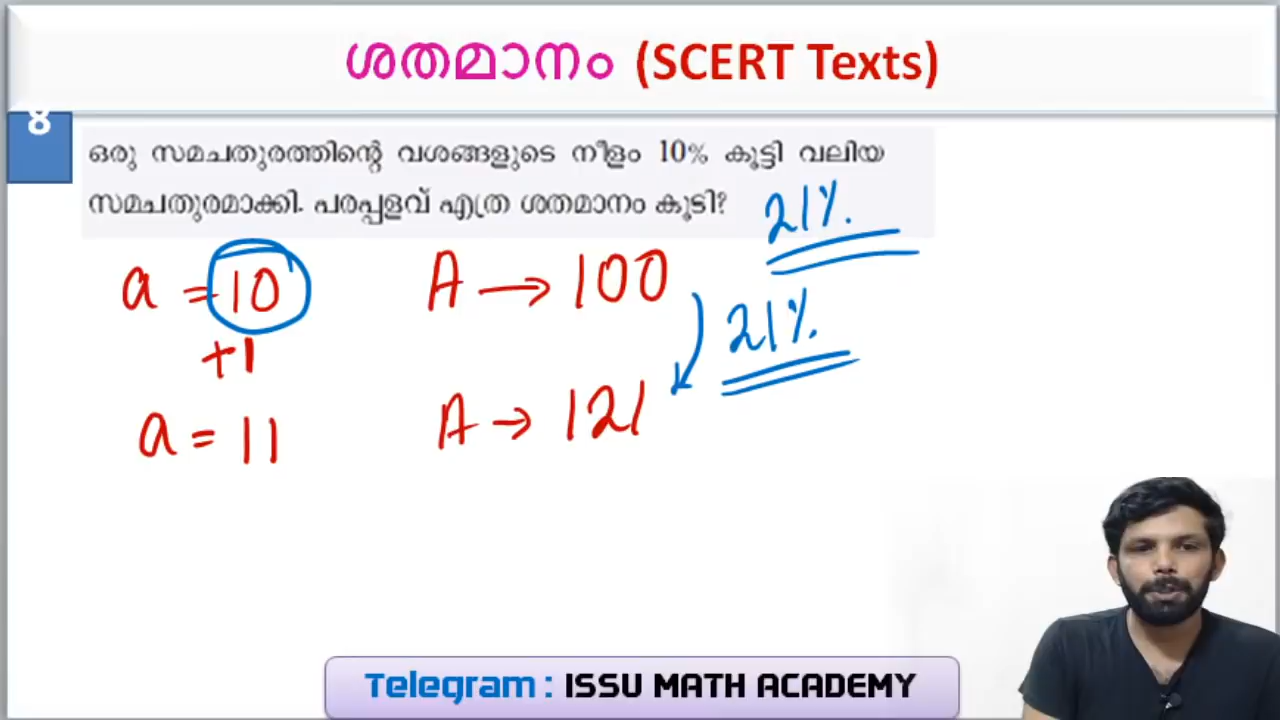 ശതമാനം (SCERT Texts)
8
ഒരു സമചതുരത്തിന്റെ വശങ്ങളുടെ നീളം 10% കൂട്ടി വലിയ
സമചതുരമാക്കി. പരപ്പളവ് എത്ര ശതമാനം കൂടി?
21%.
a = 10 A → 100
21%.
+1
a = 11 A → 121
Telegram : ISSU MATH ACADEMY